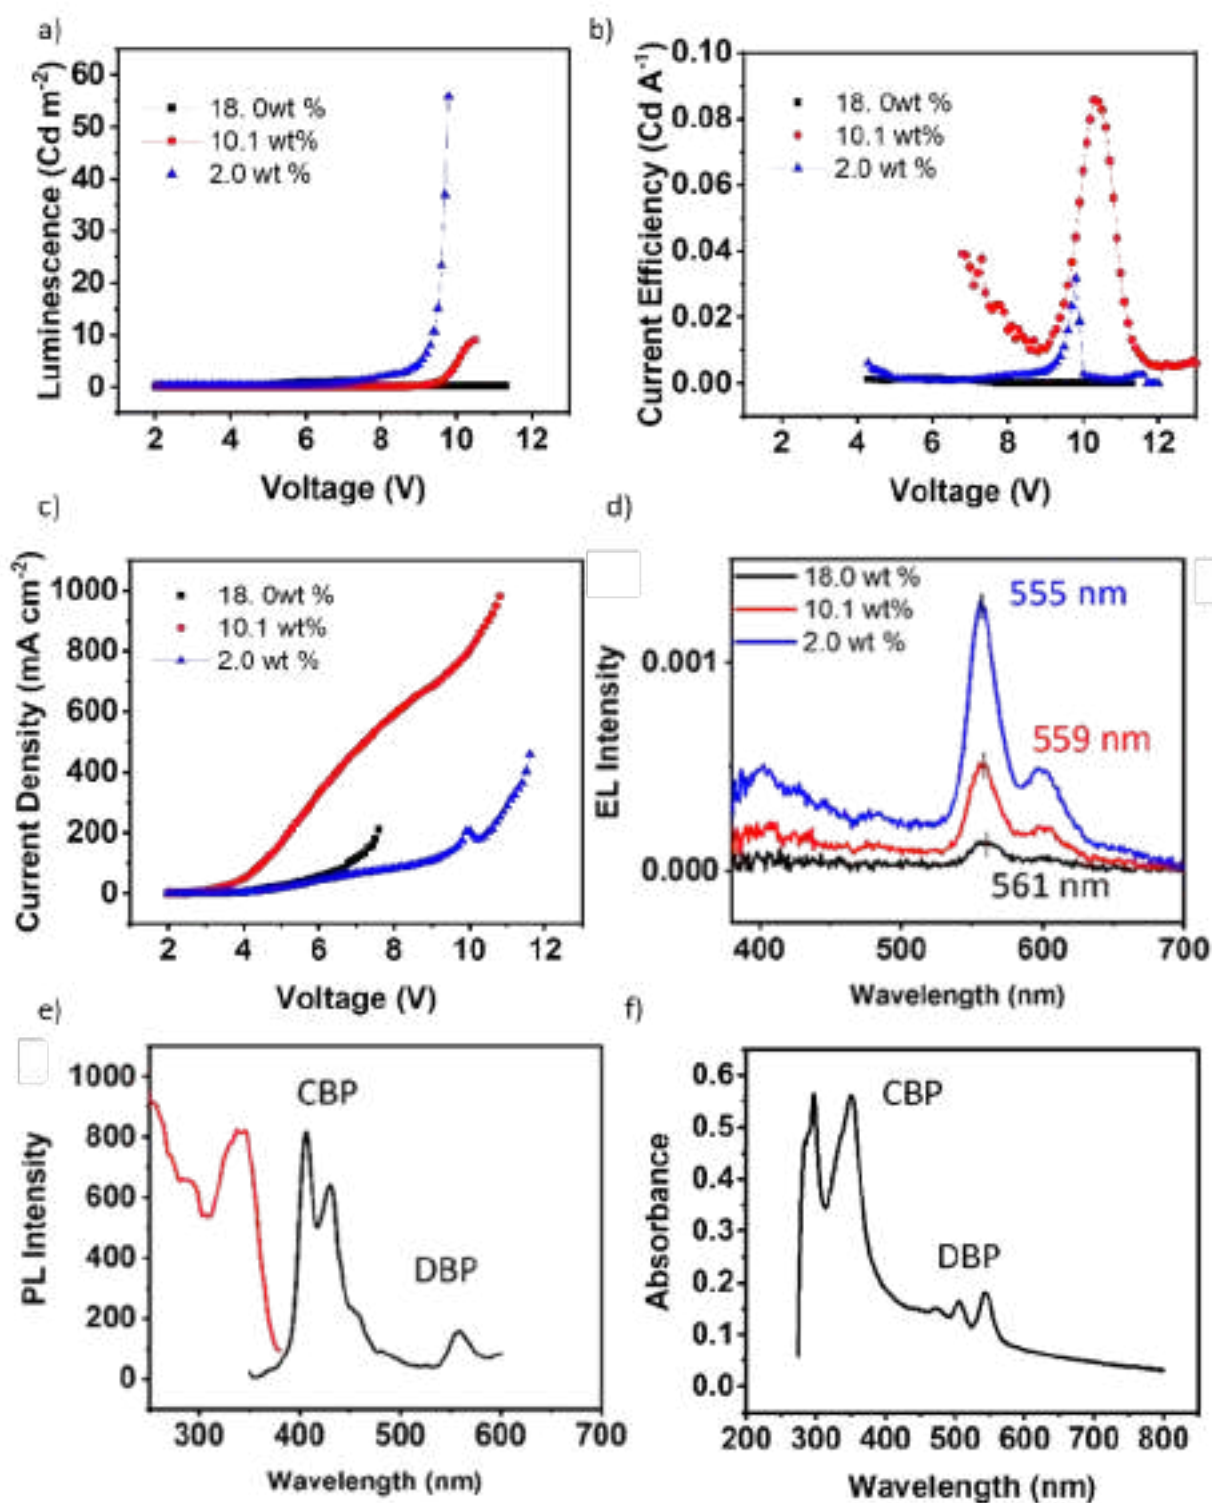 a)
Luminescence (Cd m-2)
60
50
40
30
20
10
0
18. 0wt %
10.1 wt%
2.0 wt %
2 4 6 8 10 12
Voltage (V)
b)
Current Efficiency (Cd A-1)
0.10
0.08
0.06
0.04
0.02
0.00
18. 0wt %
10.1 wt%
2.0 wt %
2 4 6 8 10 12
Voltage (V)
c)
Current Density (mA cm-2)
1000
800
600
400
200
0
18. 0wt %
10.1 wt%
2.0 wt %
2 4 6 8 10 12
Voltage (V)
d)
EL Intensity
0.001
0.000
18.0 wt %
10.1 wt%
2.0 wt %
555 nm
559 nm
561 nm
400 500 600 700
Wavelength (nm)
e)
PL Intensity
1000
800
600
400
200
0
CBP
DBP
300 400 500 600 700
Wavelength (nm)
f)
Absorbance
0.6
0.5
0.4
0.3
0.2
0.1
0.0
CBP
DBP
200 300 400 500 600 700 800
Wavelength (nm)